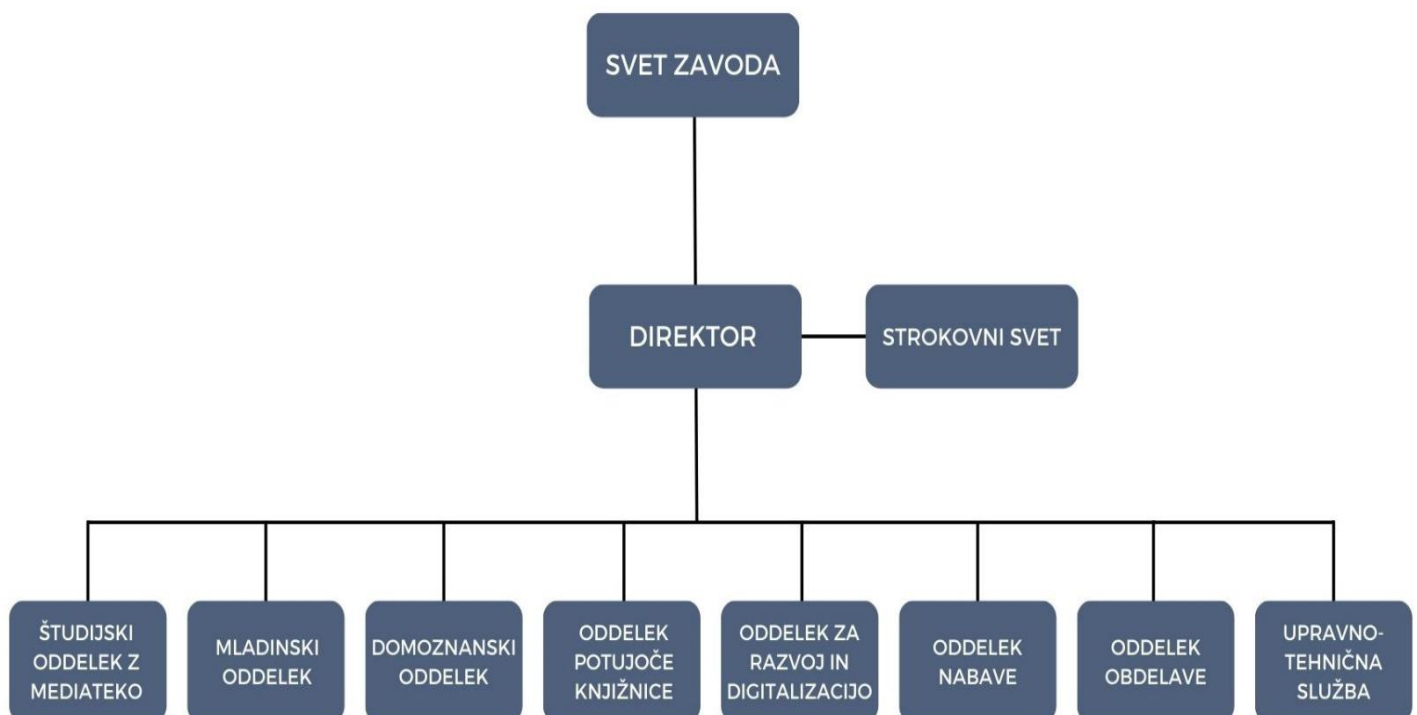 SVET ZAVODA
DIREKTOR
STROKOVNI SVET
ŠTUDIJSKI
ODDELEK Z
MEDIATEKO
MLADINSKI
ODDELEK
DOMOZNANSKI
ODDELEK
ODDELEK
POTUJOČE
KNJIŽNICE
ODDELEK ZA
RAZVOJ IN
DIGITALIZACIJO
ODDELEK
NABAVE
ODDELEK
OBDELAVE
UPRAVNO-
TEHNIČNA
SLUŽBA